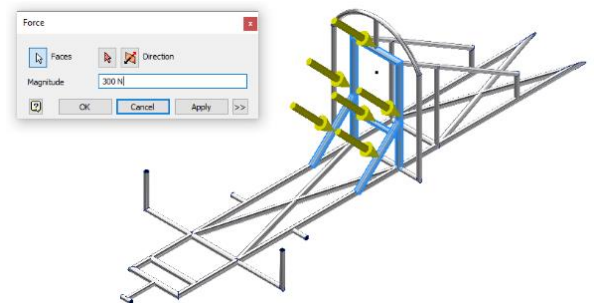 Force
x
Faces Direction
Magnitude 300 N
? OK Cancel Apply >>